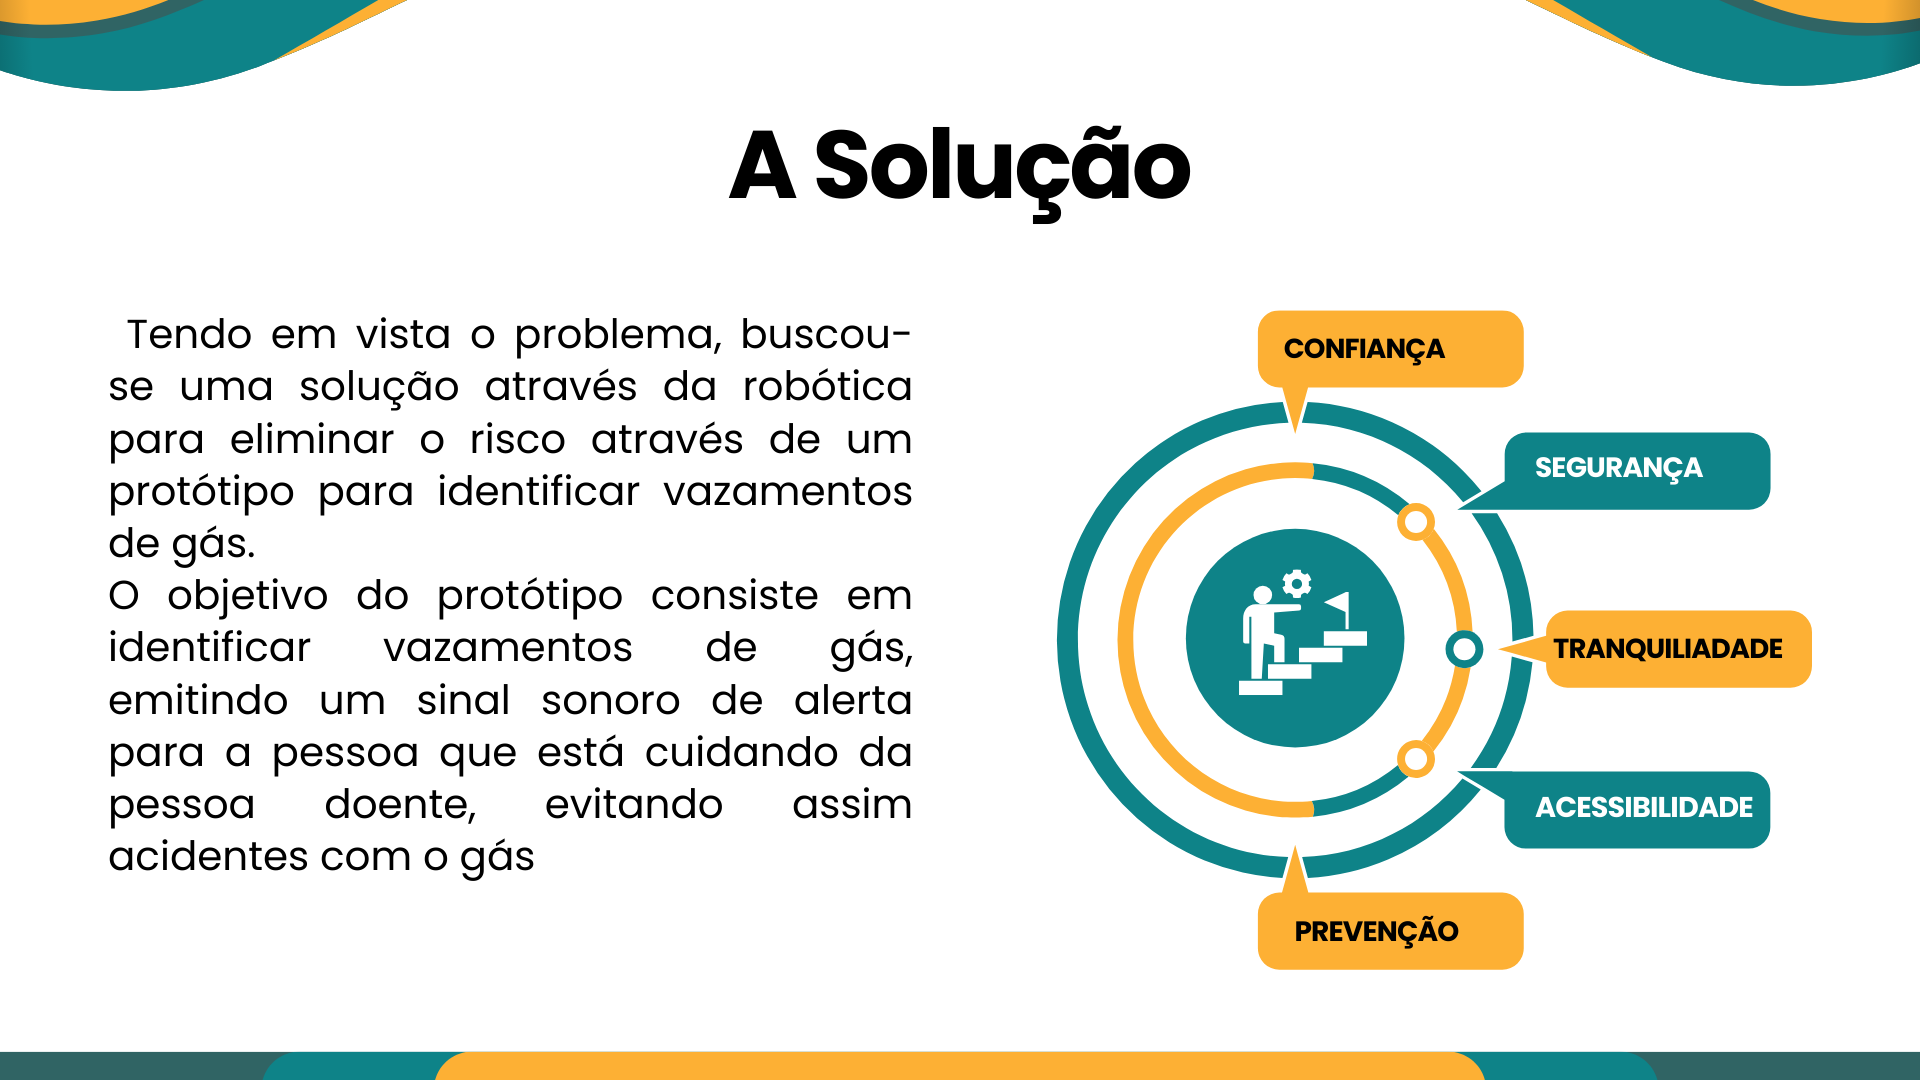 A Solução
Tendo em vista o problema, buscou-
se uma solução através da robótica
para eliminar o risco através de um
protótipo para identificar vazamentos
de gás.
O objetivo do protótipo consiste em
identificar vazamentos de gás,
emitindo um sinal sonoro de alerta
para a pessoa que está cuidando da
pessoa doente, evitando assim
acidentes com o gás
CONFIANÇA
SEGURANÇA
TRANQUILIADADE
ACESSIBILIDADE
PREVENÇÃO